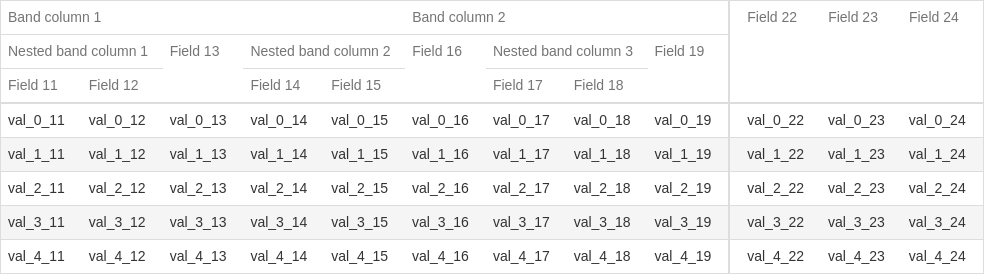 Band column 1 Band column 2 Field 22 Field 23 Field 24
Nested band column 1 Field 13 Nested band column 2 Field 16 Nested band column 3 Field 19
Field 11 Field 12 Field 14 Field 15 Field 17 Field 18
val_0_11 val_0_12 val_0_13 val_0_14 val_0_15 val_0_16 val_0_17 val_0_18 val_0_19 val_0_22 val_0_23 val_0_24
val_1_11 val_1_12 val_1_13 val_1_14 val_1_15 val_1_16 val_1_17 val_1_18 val_1_19 val_1_22 val_1_23 val_1_24
val_2_11 val_2_12 val_2_13 val_2_14 val_2_15 val_2_16 val_2_17 val_2_18 val_2_19 val_2_22 val_2_23 val_2_24
val_3_11 val_3_12 val_3_13 val_3_14 val_3_15 val_3_16 val_3_17 val_3_18 val_3_19 val_3_22 val_3_23 val_3_24
val_4_11 val_4_12 val_4_13 val_4_14 val_4_15 val_4_16 val_4_17 val_4_18 val_4_19 val_4_22 val_4_23 val_4_24